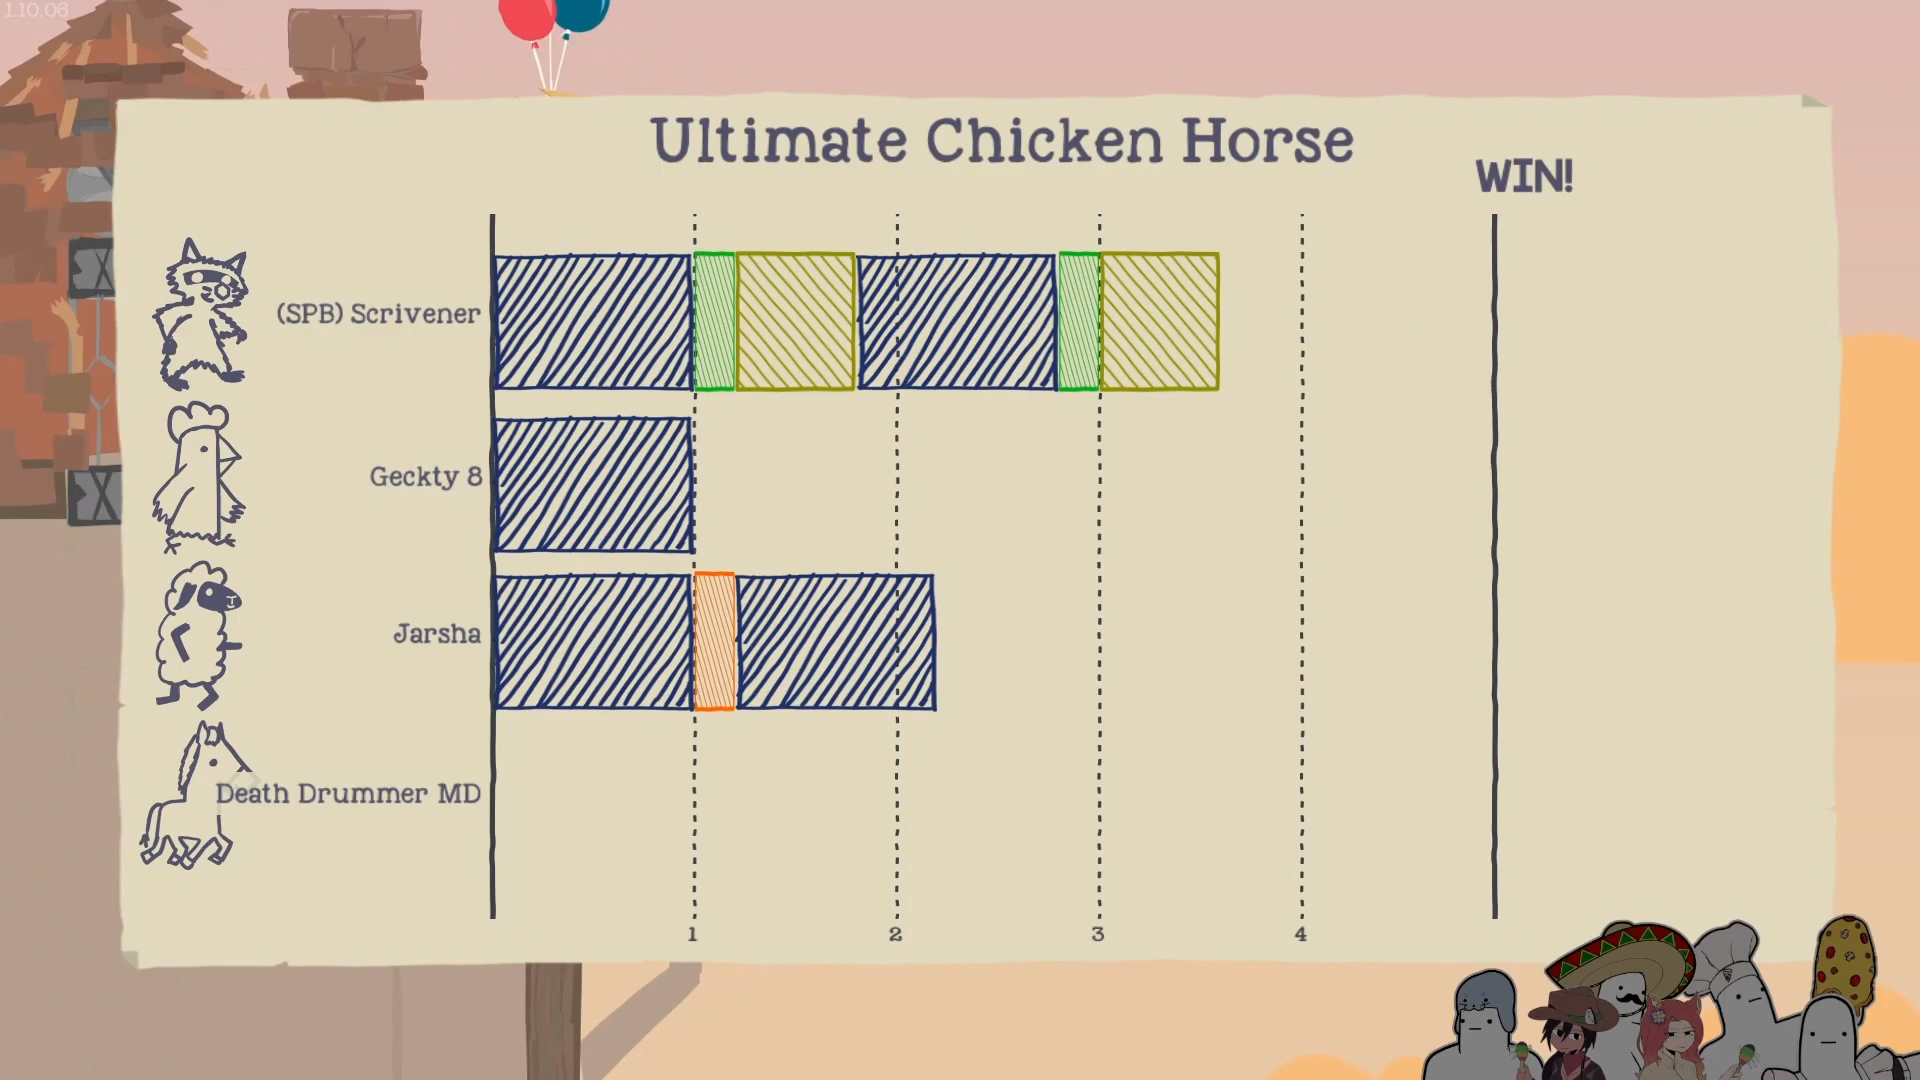 1.10.06
Ultimate Chicken Horse
WIN!
(SPB) Scrivener
Geckty 8
Jarsha
Death Drummer MD
1 2 3 4